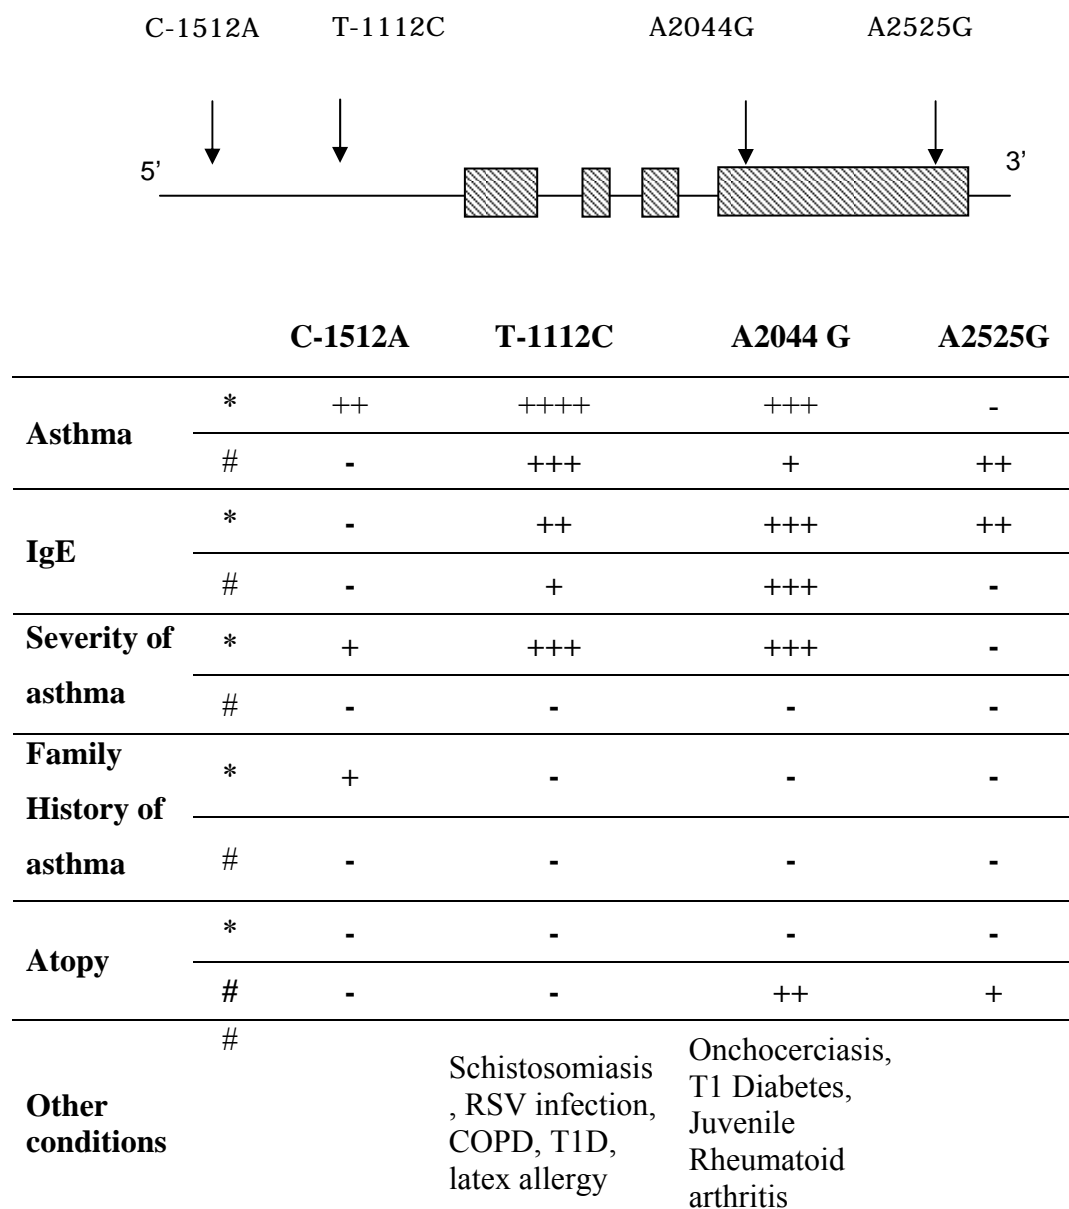 C-1512A T-1112C A2044G A2525G
5’ 3’
C-1512A T-1112C A2044 G A2525G
Asthma
* ++ ++++ +++ -
# - +++ + ++
IgE
* - ++ +++ ++
# - + +++ -
Severity of
asthma
* + +++ +++ -
# - - - -
Family
History of
asthma
* + - - -
# - - - -
Atopy
* - - - -
# - - ++ +
Other
conditions
#
Schistosomiasis
, RSV infection,
COPD, T1D,
latex allergy
Onchocerciasis,
T1 Diabetes,
Juvenile
Rheumatoid
arthritis